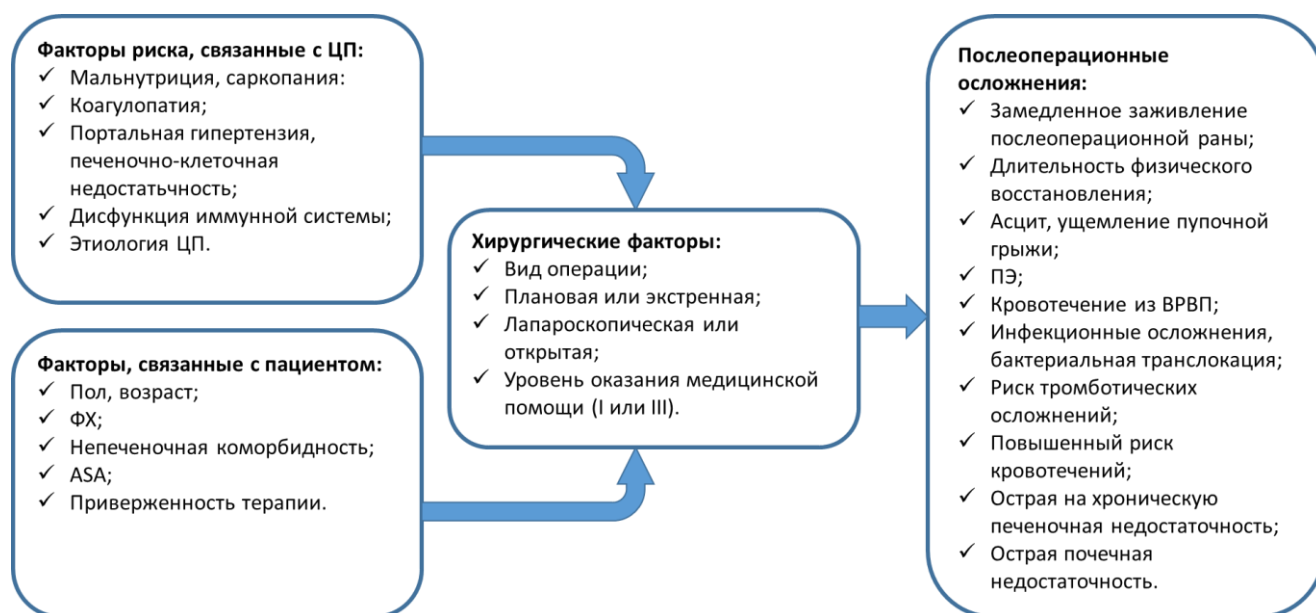 Факторы риска, связанные с ЦП:
✓ Мальнутриция, саркопания:
✓ Коагулопатия;
✓ Портальная гипертензия,
печеночно-клеточная
недостатьчность;
✓ Дисфункция иммунной системы;
✓ Этиология ЦП.
Факторы, связанные с пациентом:
✓ Пол, возраст;
✓ ФХ;
✓ Непеченочная коморбидность;
✓ ASA;
✓ Приверженность терапии.
Хирургические факторы:
✓ Вид операции;
✓ Плановая или экстренная;
✓ Лапароскопическая или
открытая;
✓ Уровень оказания медицинской
помощи (I или III).
Послеоперационные
осложнения:
✓ Замедленное заживление
послеоперационной раны;
✓ Длительность физического
восстановления;
✓ Асцит, ущемление пупочной
грыжи;
✓ ПЭ;
✓ Кровотечение из ВРВП;
✓ Инфекционные осложнения,
бактериальная транслокация;
✓ Риск тромботических
осложнений;
✓ Повышенный риск
кровотечений;
✓ Острая на хроническую
печеночная недостаточность;
✓ Острая почечная
недостаточность.